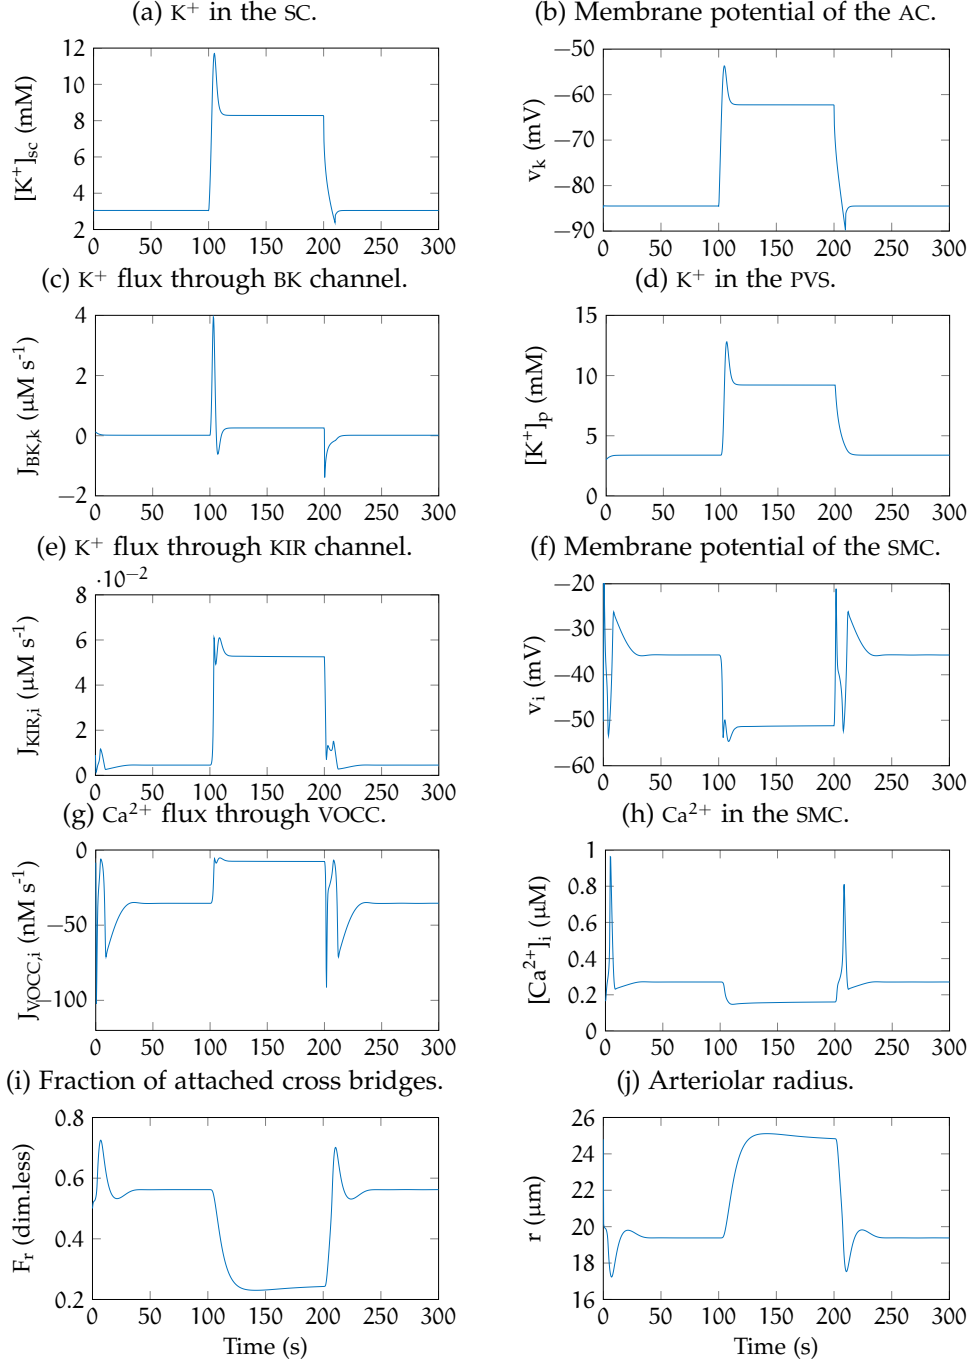 (a) K⁺ in the SC.
(b) Membrane potential of the AC.
12
10
8
6
4
2
[K⁺]sc (mM)
0 50 100 150 200 250 300
−50
−60
−70
−80
−90
vk (mV)
0 50 100 150 200 250 300
(c) K⁺ flux through BK channel.
(d) K⁺ in the PVS.
4
2
0
−2
JBK,k (µM s⁻¹)
0 50 100 150 200 250 300
15
10
5
0
[K⁺]p (mM)
0 50 100 150 200 250 300
(e) K⁺ flux through KIR channel.
(f) Membrane potential of the SMC.
·10⁻²
8
6
4
2
0
JKIR,i (µM s⁻¹)
0 50 100 150 200 250 300
−20
−30
−40
−50
−60
vi (mV)
0 50 100 150 200 250 300
(g) Ca²⁺ flux through VOCC.
(h) Ca²⁺ in the SMC.
0
−50
−100
JVOCC,i (nM s⁻¹)
0 50 100 150 200 250 300
1
0.8
0.6
0.4
0.2
0
[Ca²⁺]i (µM)
0 50 100 150 200 250 300
(i) Fraction of attached cross bridges.
(j) Arteriolar radius.
0.8
0.6
0.4
0.2
Fr (dim.less)
0 50 100 150 200 250 300
Time (s)
26
24
22
20
18
16
r (µm)
0 50 100 150 200 250 300
Time (s)